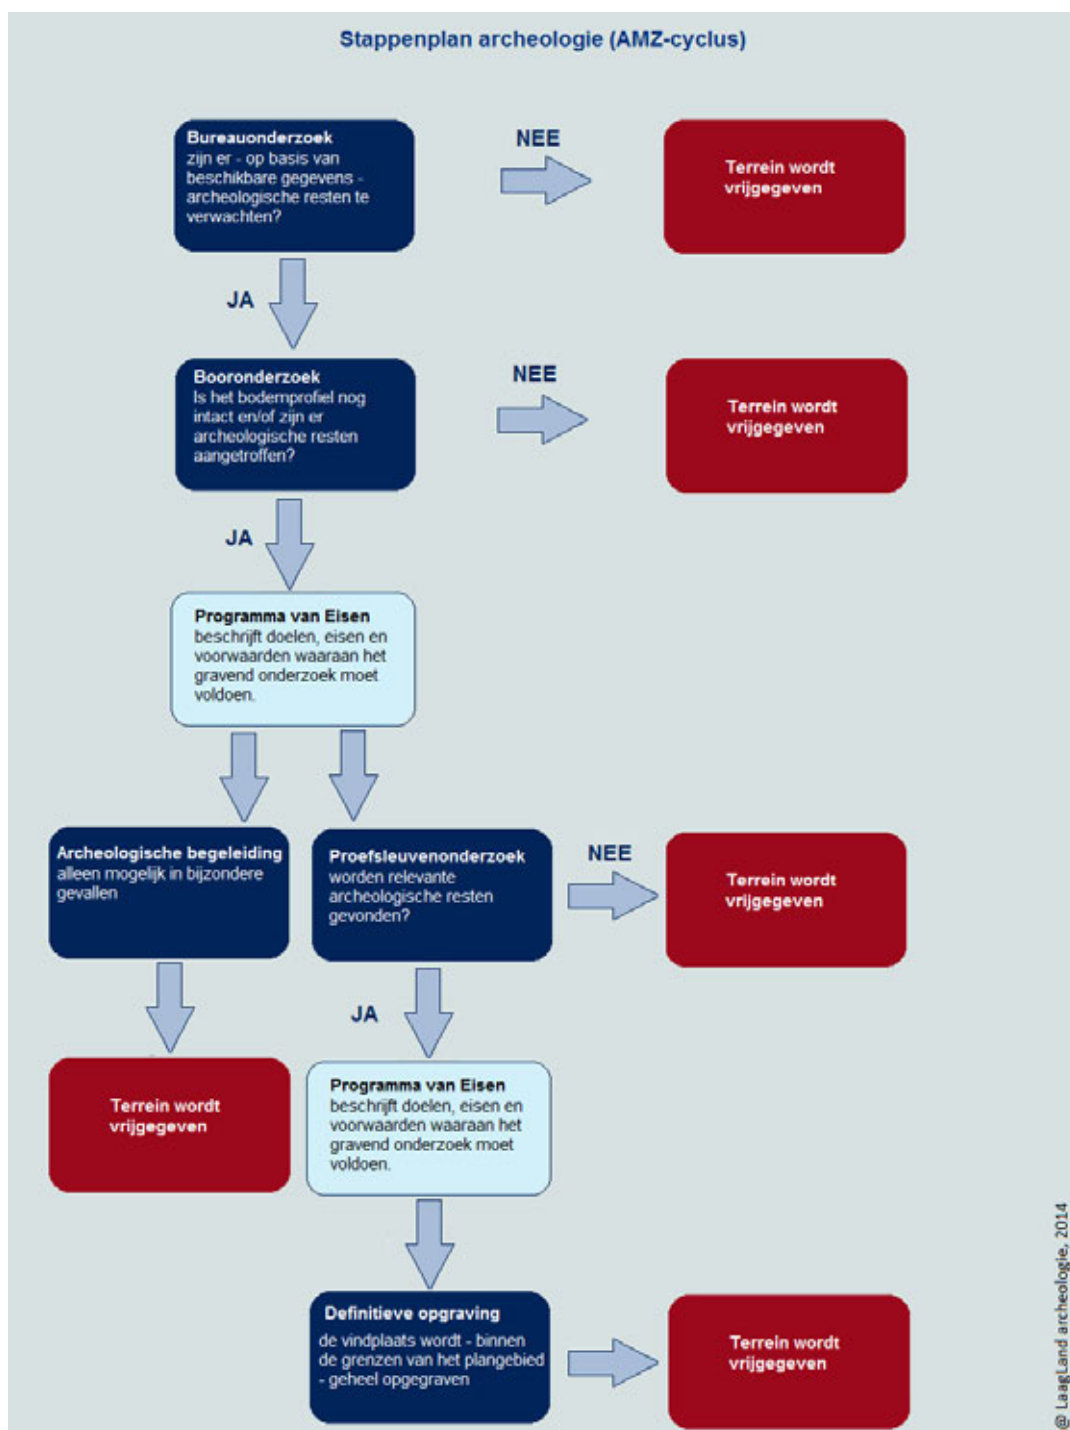 Stappenplan archeologie (AMZ-cyclus)
Bureauonderzoek
zijn er - op basis van
beschikbare gegevens -
archeologische resten te
verwachten?
NEE
Terrein wordt
vrijgegeven
JA
Booronderzoek
Is het bodemprofiel nog
intact en/of zijn er
archeologische resten
aangetroffen?
NEE
Terrein wordt
vrijgegeven
JA
Programma van Eisen
beschrijft doelen, eisen en
voorwaarden waaraan het
gravend onderzoek moet
voldoen.
Archeologische begeleiding
alleen mogelijk in bijzondere
gevallen
Proefsleuvenonderzoek
worden relevante
archeologische resten
gevonden?
NEE
Terrein wordt
vrijgegeven
JA
Terrein wordt
vrijgegeven
Programma van Eisen
beschrijft doelen, eisen en
voorwaarden waaraan het
gravend onderzoek moet
voldoen.
Definitieve opgraving
de vindplaats wordt - binnen
de grenzen van het plangebied
- geheel opgegraven
Terrein wordt
vrijgegeven
@ LaagLand archeologie, 2014